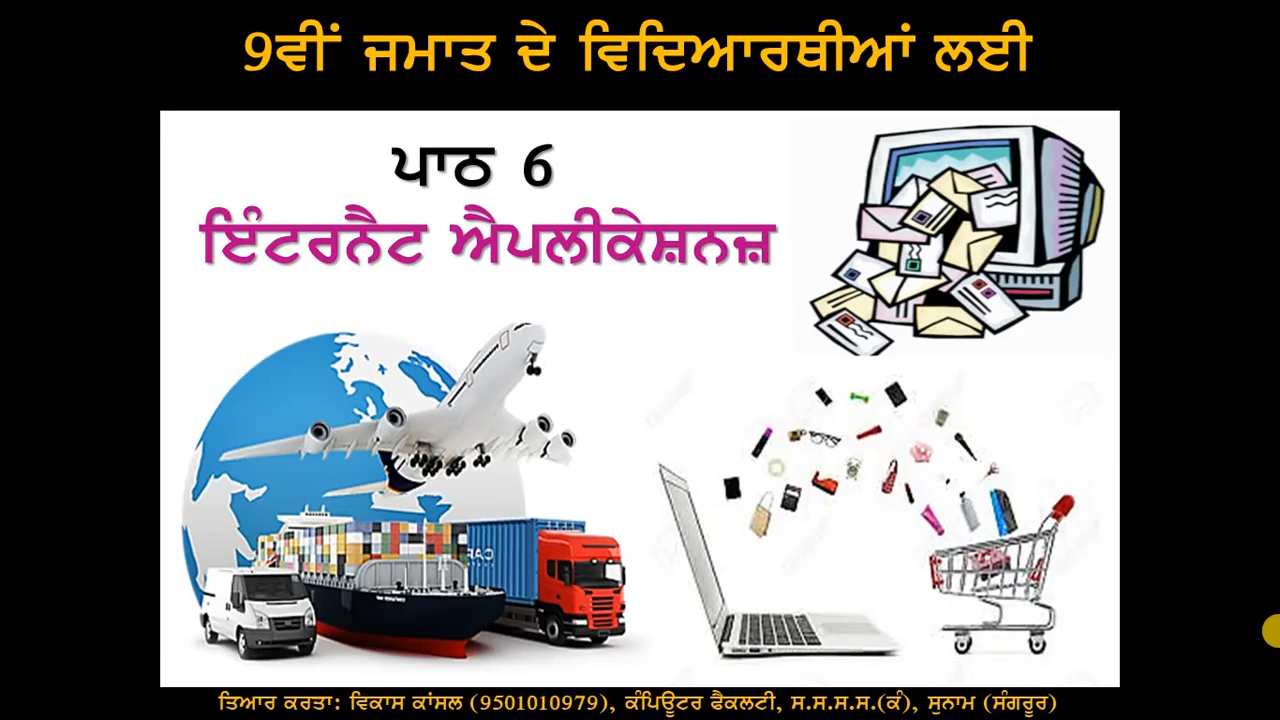 9ਵੀਂ ਜਮਾਤ ਦੇ ਵਿਦਿਆਰਥੀਆਂ ਲਈ
ਪਾਠ 6
ਇੰਟਰਨੈਟ ਐਪਲੀਕੇਸ਼ਨਜ਼
ਤਿਆਰ ਕਰਤਾ: ਵਿਕਾਸ ਕਾਂਸਲ (9501010979), ਕੰਪਿਊਟਰ ਫੈਕਲਟੀ, ਸ.ਸ.ਸ.ਸ.(ਕੰ), ਸੁਨਾਮ (ਸੰਗਰੂਰ)